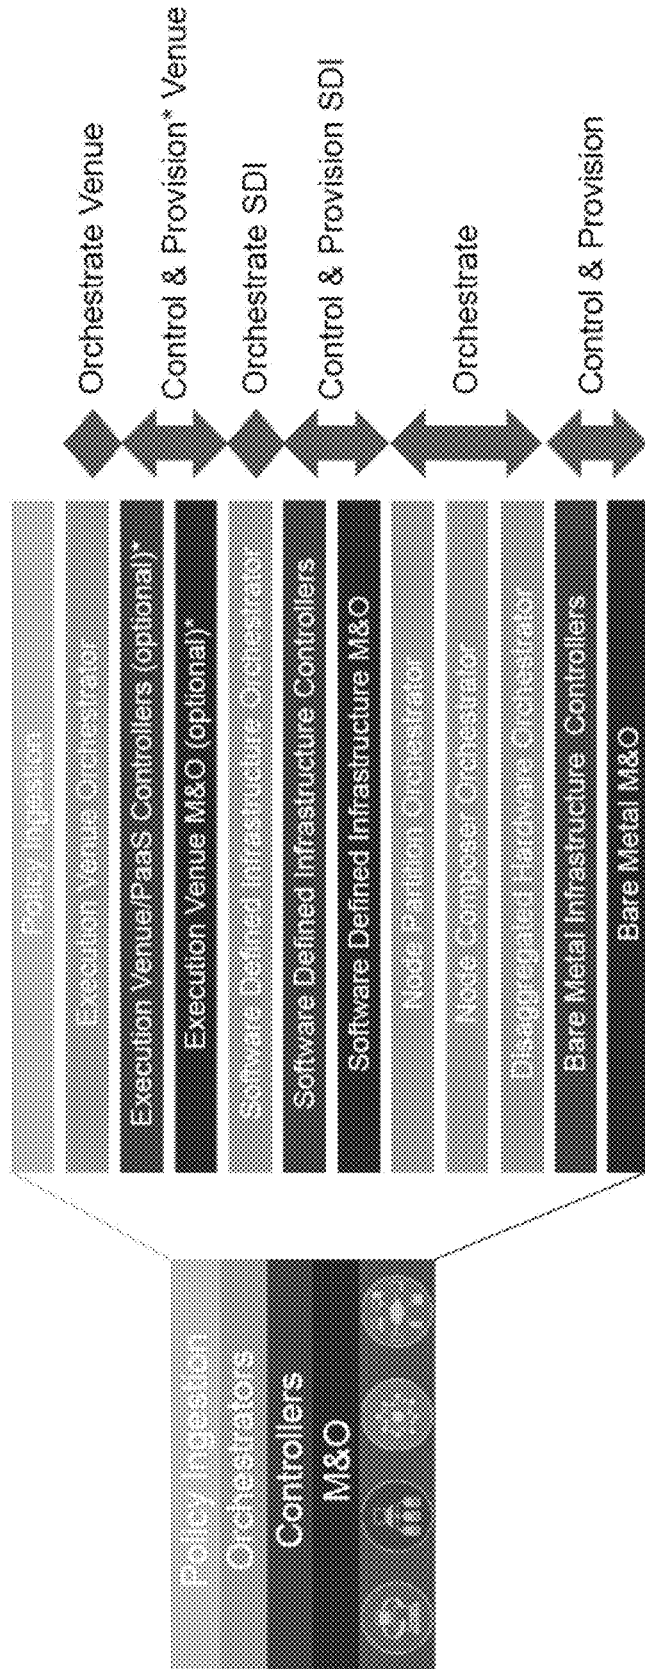 Policy Ingestion
Orchestrators
Controllers
M&O
Policy Ingestion
Execution Venue Orchestrator
Execution Venue/PaaS Controllers (optional)*
Execution Venue M&O (optional)*
Software Defined Infrastructure Orchestrator
Software Defined Infrastructure Controllers
Software Defined Infrastructure M&O
Node Partition Orchestrator
Node Composer Orchestrator
Disaggregated Hardware Orchestrator
Bare Metal Infrastructure Controllers
Bare Metal M&O
Orchestrate Venue
Control & Provision* Venue
Orchestrate SDI
Control & Provision SDI
Orchestrate
Control & Provision